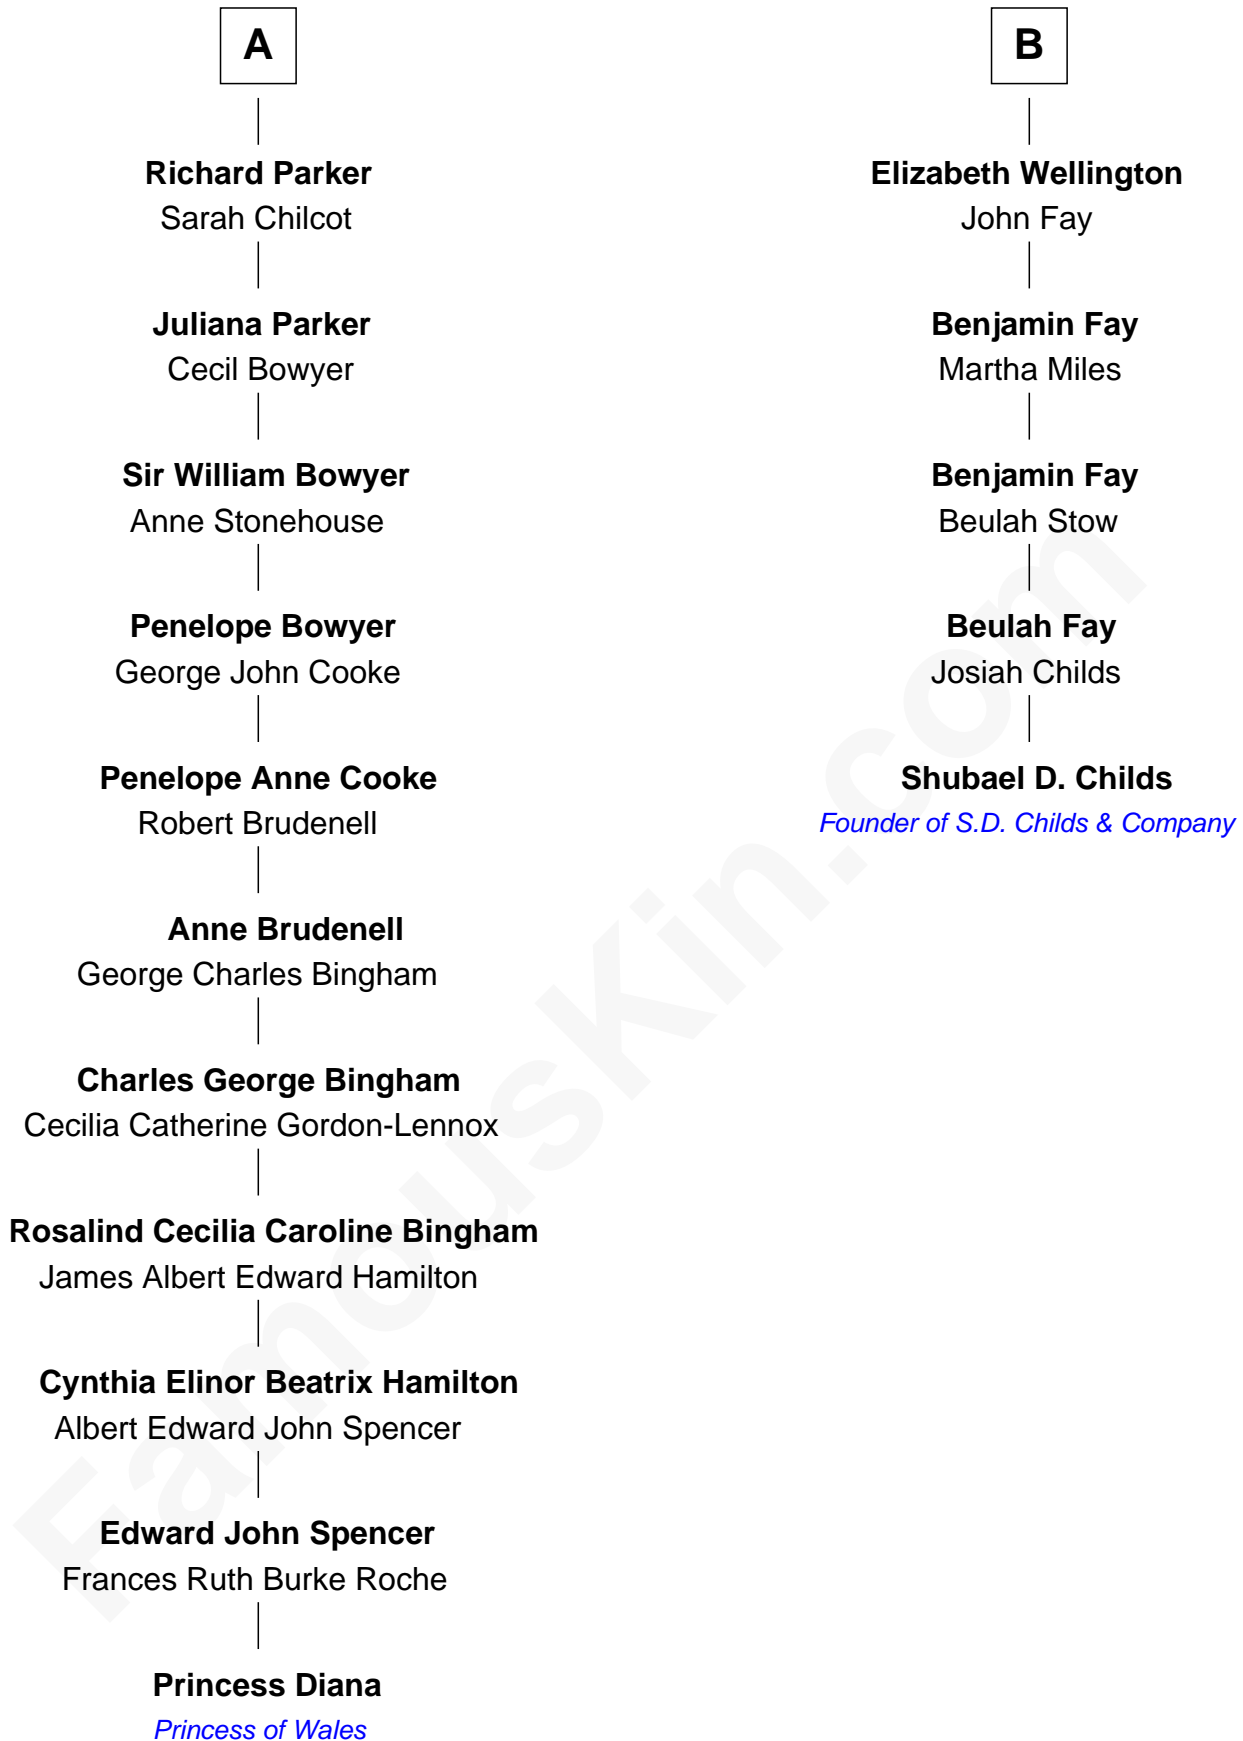 A
Richard Parker
Sarah Chilcot
Juliana Parker
Cecil Bowyer
Sir William Bowyer
Anne Stonehouse
Penelope Bowyer
George John Cooke
Penelope Anne Cooke
Robert Brudenell
Anne Brudenell
George Charles Bingham
Charles George Bingham
Cecilia Catherine Gordon-Lennox
Rosalind Cecilia Caroline Bingham
James Albert Edward Hamilton
Cynthia Elinor Beatrix Hamilton
Albert Edward John Spencer
Edward John Spencer
Frances Ruth Burke Roche
Princess Diana
Princess of Wales
B
Elizabeth Wellington
John Fay
Benjamin Fay
Martha Miles
Benjamin Fay
Beulah Stow
Beulah Fay
Josiah Childs
Shubael D. Childs
Founder of S.D. Childs & Company
FamousKin.com